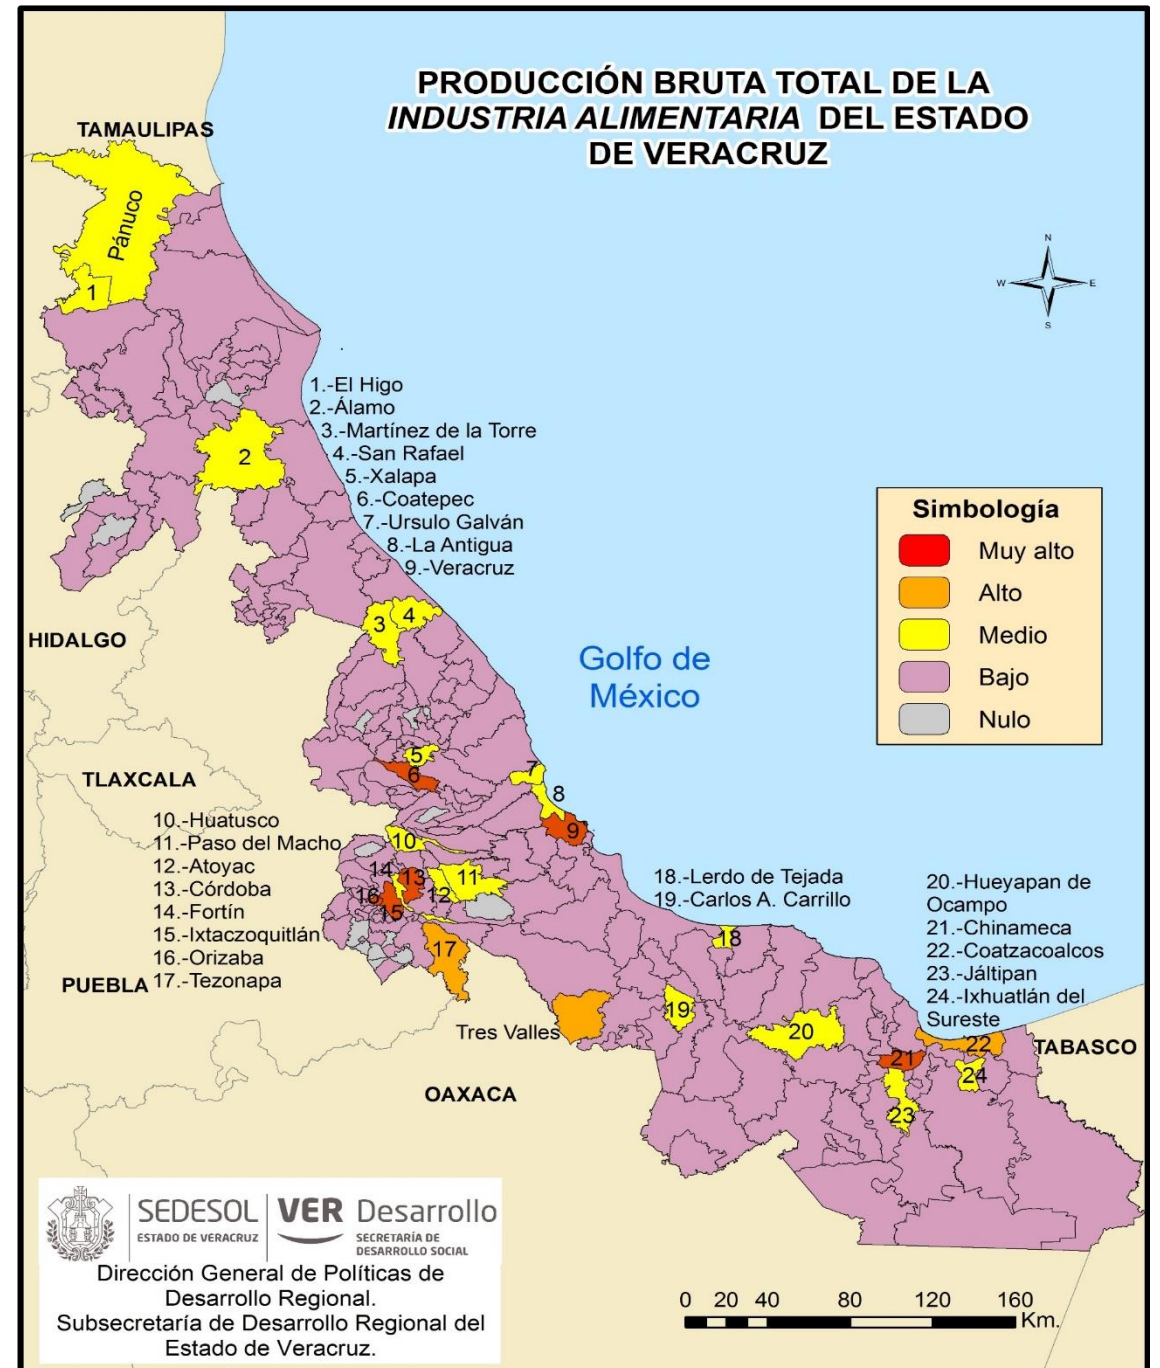 PRODUCCIÓN BRUTA TOTAL DE LA
INDUSTRIA ALIMENTARIA DEL ESTADO
DE VERACRUZ
TAMAULIPAS
Pánuco
1
N
W
E
S
1.-El Higo
2.-Álamo
3.-Martínez de la Torre
4.-San Rafael
5.-Xalapa
6.-Coatepec
7.-Ursulo Galván
8.-La Antigua
9.-Veracruz
2
Simbología
Muy alto
Alto
Medio
Bajo
Nulo
3
4
HIDALGO
Golfo de
México
5
6
7
8
9
TLAXCALA
10.-Huatusco
11.-Paso del Macho
12.-Atoyac
13.-Córdoba
14.-Fortín
15.-Ixtaczoquitlán
16.-Orizaba
17.-Tezonapa
10
11
12
13
14
15
16
17
PUEBLA
18.-Lerdo de Tejada
19.-Carlos A. Carrillo
20.-Hueyapan de
Ocampo
21.-Chinameca
22.-Coatzacoalcos
23.-Jáltipan
24.-Ixhuatlán del
Sureste
18
19
20
21
22
23
24
Tres Valles
TABASCO
OAXACA
SEDESOL
ESTADO DE VERACRUZ
VER Desarrollo
SECRETARÍA DE
DESARROLLO SOCIAL
Dirección General de Políticas de
Desarrollo Regional.
Subsecretaría de Desarrollo Regional del
Estado de Veracruz.
0 20 40 80 120 160
Km.